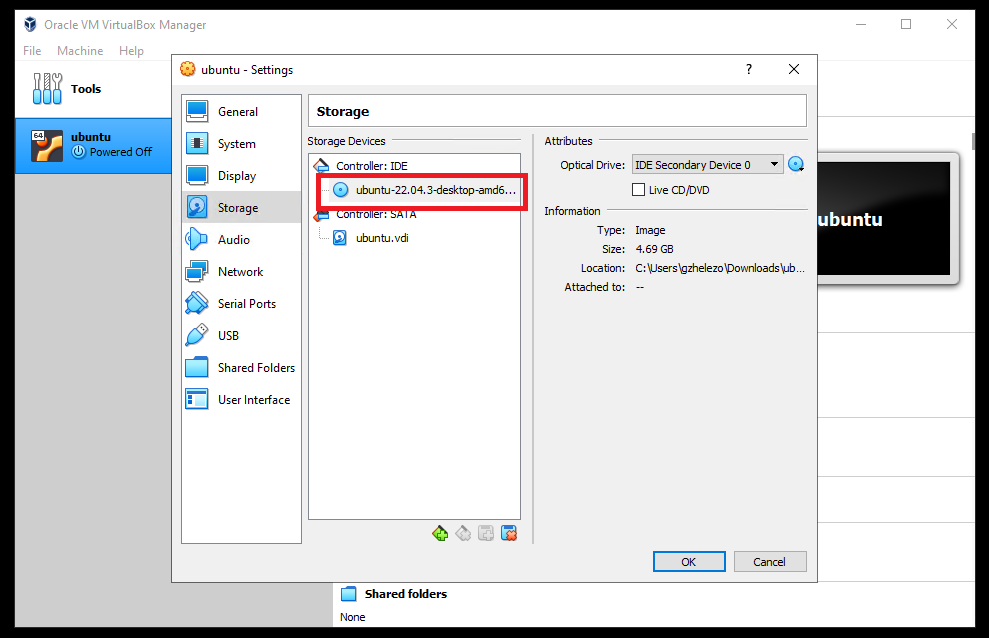 Oracle VM VirtualBox Manager
File Machine Help
Tools
64
ubuntu
Powered Off
ubuntu - Settings
?
General
System
Display
Storage
Audio
Network
Serial Ports
USB
Shared Folders
User Interface
Storage
Storage Devices
Controller: IDE
ubuntu-22.04.3-desktop-amd6...
Controller: SATA
ubuntu.vdi
Attributes
Optical Drive: IDE Secondary Device 0
Live CD/DVD
Information
Type: Image
Size: 4.69 GB
Location: C:\Users\gzhelezo\Downloads\ub...
Attached to: --
OK Cancel
ubuntu
Shared folders
None